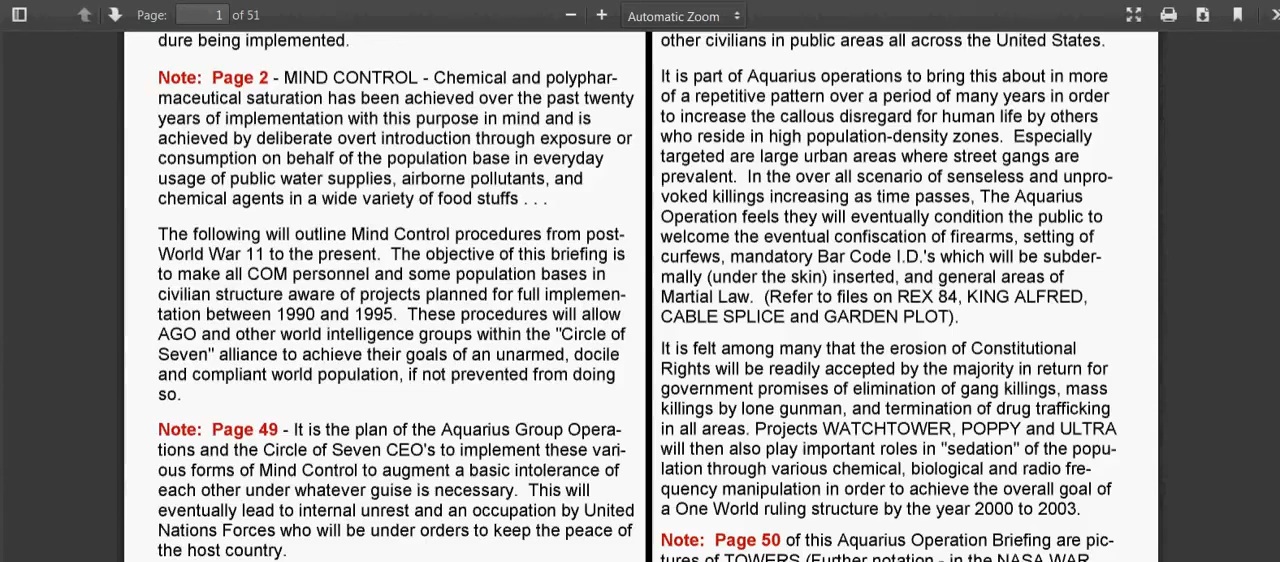 Page: 1 of 51
Automatic Zoom
dure being implemented.
Note: Page 2 - MIND CONTROL - Chemical and polyphar-
maceutical saturation has been achieved over the past twenty
years of implementation with this purpose in mind and is
achieved by deliberate overt introduction through exposure or
consumption on behalf of the population base in everyday
usage of public water supplies, airborne pollutants, and
chemical agents in a wide variety of food stuffs . . .
The following will outline Mind Control procedures from post-
World War 11 to the present. The objective of this briefing is
to make all COM personnel and some population bases in
civilian structure aware of projects planned for full implemen-
tation between 1990 and 1995. These procedures will allow
AGO and other world intelligence groups within the "Circle of
Seven" alliance to achieve their goals of an unarmed, docile
and compliant world population, if not prevented from doing
so.
Note: Page 49 - It is the plan of the Aquarius Group Opera-
tions and the Circle of Seven CEO's to implement these vari-
ous forms of Mind Control to augment a basic intolerance of
each other under whatever guise is necessary. This will
eventually lead to internal unrest and an occupation by United
Nations Forces who will be under orders to keep the peace of
the host country.
other civilians in public areas all across the United States.
It is part of Aquarius operations to bring this about in more
of a repetitive pattern over a period of many years in order
to increase the callous disregard for human life by others
who reside in high population-density zones. Especially
targeted are large urban areas where street gangs are
prevalent. In the over all scenario of senseless and unpro-
voked killings increasing as time passes, The Aquarius
Operation feels they will eventually condition the public to
welcome the eventual confiscation of firearms, setting of
curfews, mandatory Bar Code I.D.'s which will be subder-
mally (under the skin) inserted, and general areas of
Martial Law. (Refer to files on REX 84, KING ALFRED,
CABLE SPLICE and GARDEN PLOT).
It is felt among many that the erosion of Constitutional
Rights will be readily accepted by the majority in return for
government promises of elimination of gang killings, mass
killings by lone gunman, and termination of drug trafficking
in all areas. Projects WATCHTOWER, POPPY and ULTRA
will then also play important roles in "sedation" of the popu-
lation through various chemical, biological and radio fre-
quency manipulation in order to achieve the overall goal of
a One World ruling structure by the year 2000 to 2003.
Note: Page 50 of this Aquarius Operation Briefing are pic-
tures of TOWERS (Further notation - in the NASA WAR